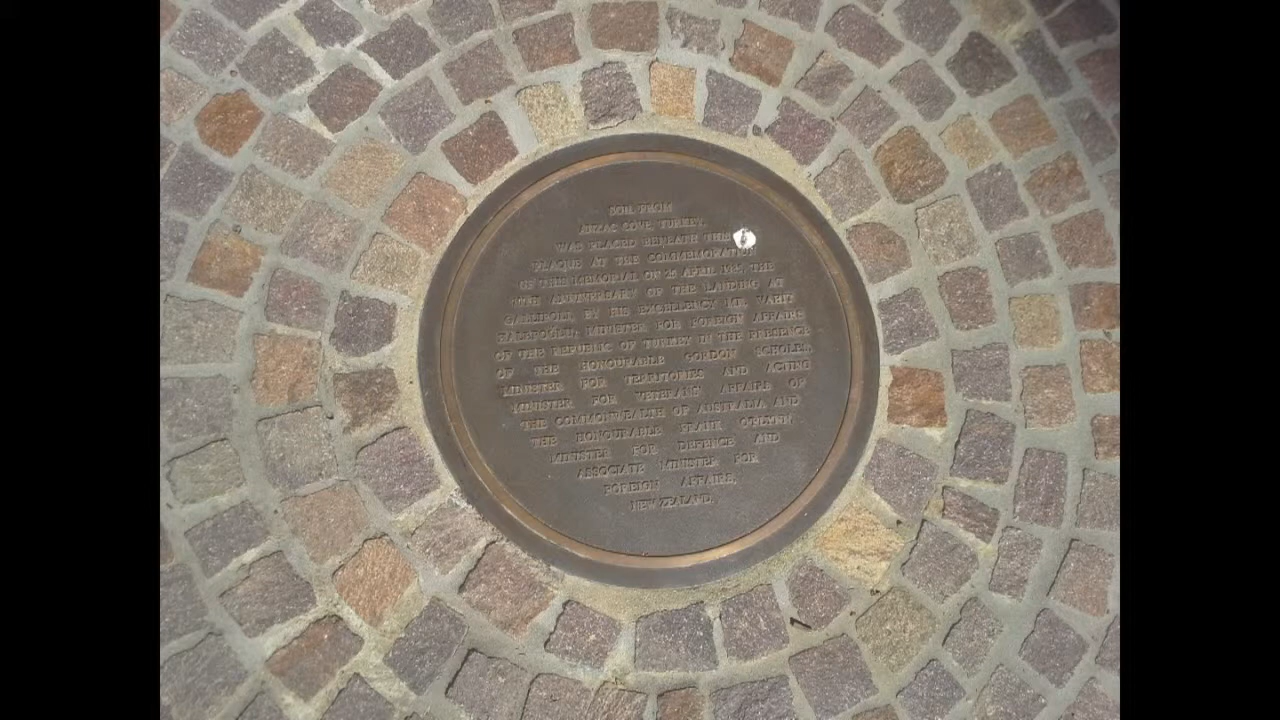 SOIL FROM
ANZAC COVE, TURKEY,
WAS PLACED BENEATH THIS
PLAQUE AT THE COMMEMORATION
OF THE MEMORIAL ON 25 APRIL 1985, THE
70TH ANNIVERSARY OF THE LANDING AT
GALLIPOLI, BY HIS EXCELLENCY MR. VAHIT
HALEFOĞLU, MINISTER FOR FOREIGN AFFAIRS
OF THE REPUBLIC OF TURKEY IN THE PRESENCE
OF THE HONOURABLE GORDON SCHOLES,
MINISTER FOR TERRITORIES AND ACTING
MINISTER FOR VETERANS' AFFAIRS OF
THE COMMONWEALTH OF AUSTRALIA AND
THE HONOURABLE FRANK O'FLYNN
MINISTER FOR DEFENCE AND
ASSOCIATE MINISTER FOR
FOREIGN AFFAIRS,
NEW ZEALAND.